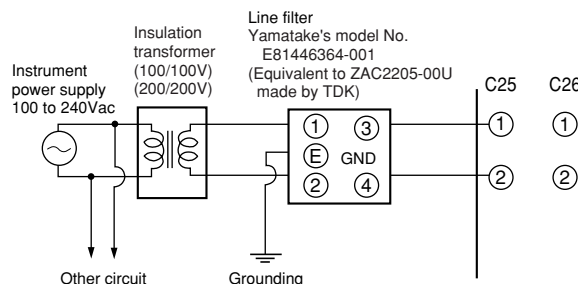 Line filter
Yamatake's model No.
E81446364-001
(Equivalent to ZAC2205-00U
made by TDK)
Insulation
transformer
(100/100V)
(200/200V)
Instrument
power supply
100 to 240Vac
C25
C26
1
3
1
1
E
GND
2
4
2
2
Other circuit
Grounding